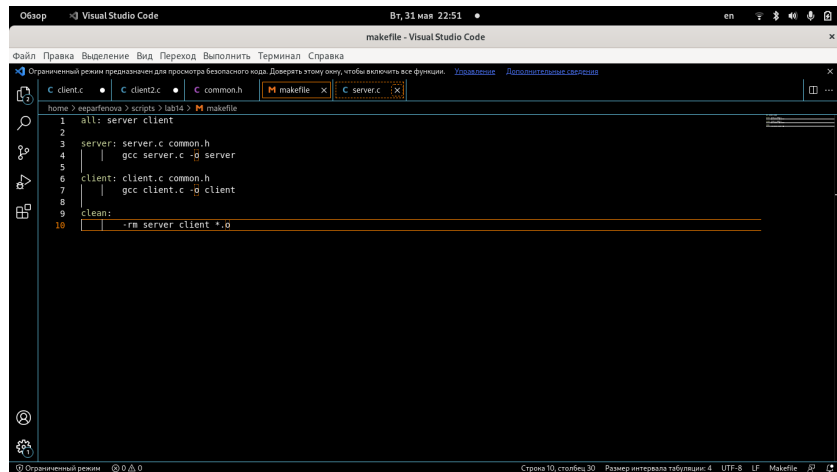 Обзор Visual Studio Code Вт, 31 мая 22:51 en
makefile - Visual Studio Code
Файл Правка Выделение Вид Переход Выполнить Терминал Справка
Ограниченный режим предназначен для просмотра безопасного кода. Доверять этому окну, чтобы включить все функции. Управление Дополнительные сведения
C client.c C client2.c C common.h M makefile C server.c
home > eeparfenova > scripts > lab14 > M makefile
1 all: server client
2
3 server: server.c common.h
4 gcc server.c -o server
5
6 client: client.c common.h
7 gcc client.c -o client
8
9 clean:
10 -rm server client *.o
Ограниченный режим 0 0 Строка 10, столбец 30 Размер интервала табуляции: 4 UTF-8 LF Makefile